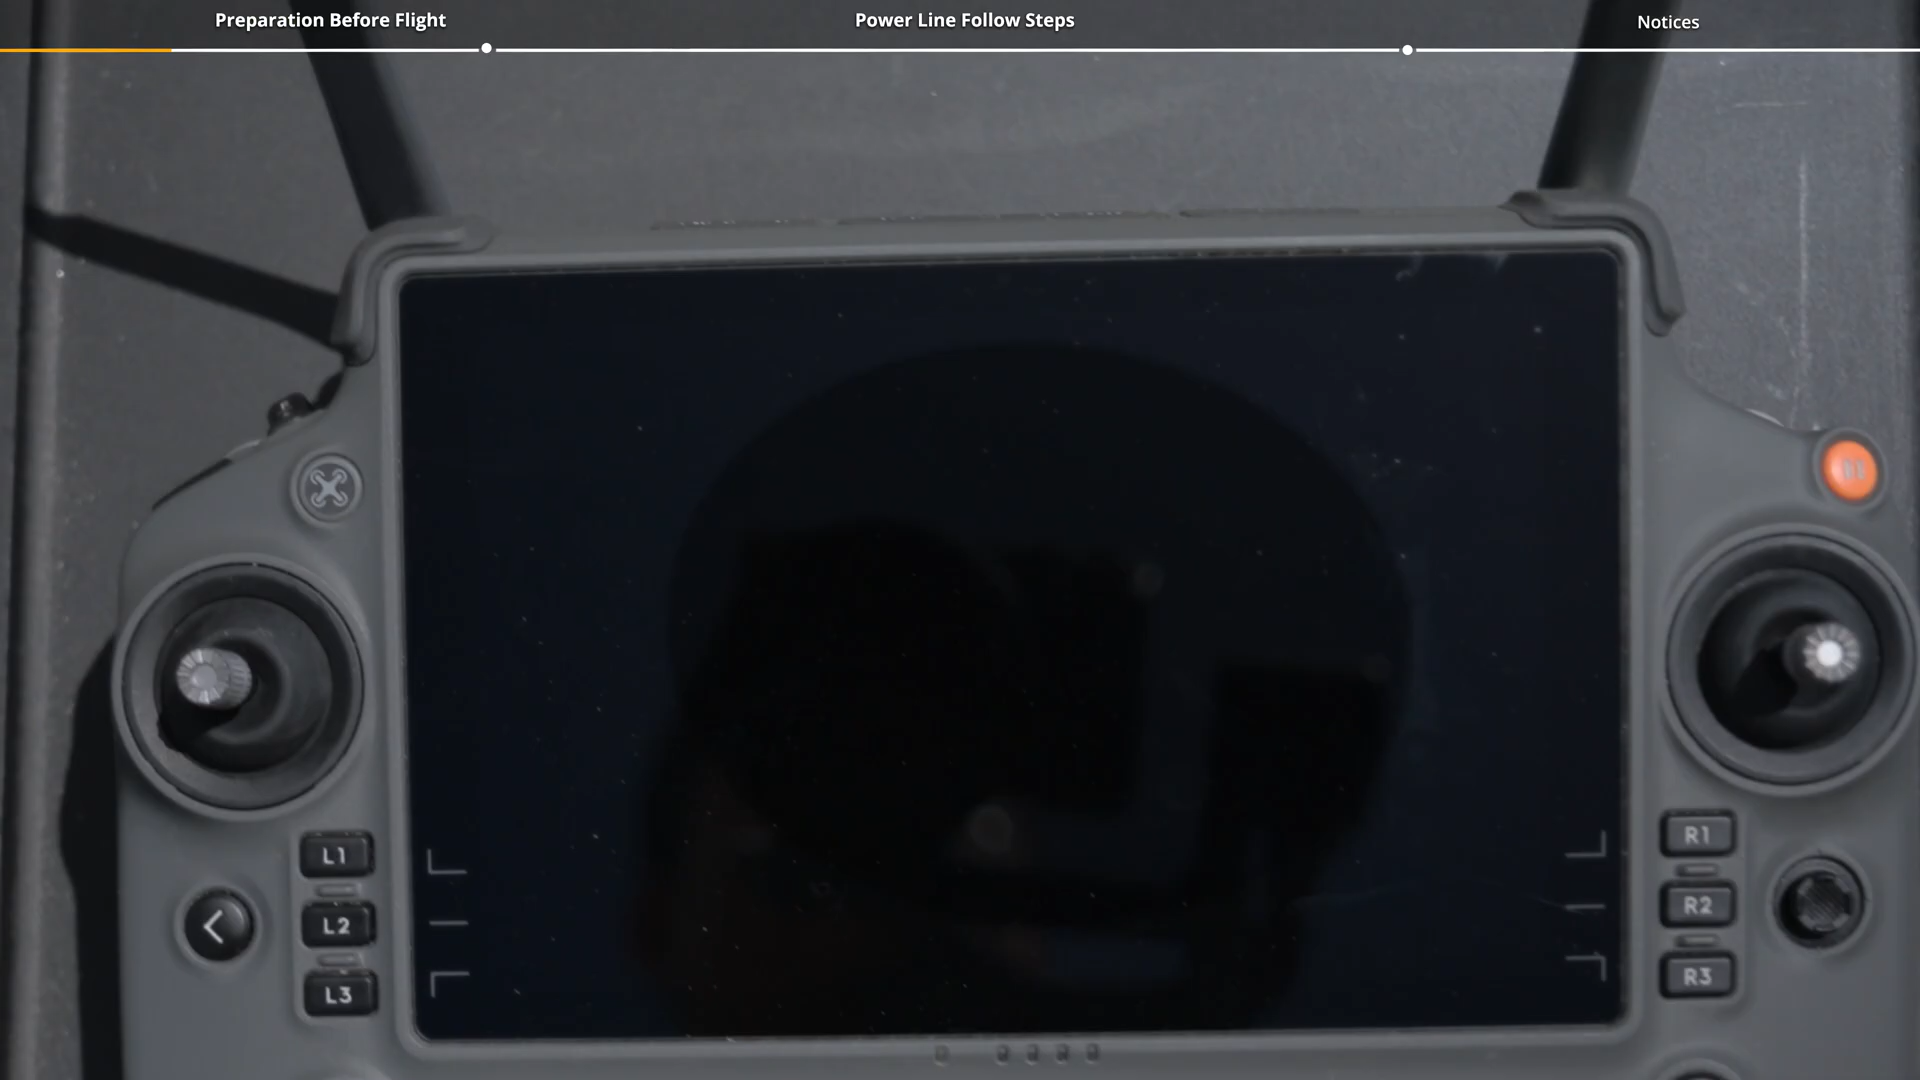 Preparation Before Flight
Power Line Follow Steps
Notices
L1
L2
L3
R1
R2
R3